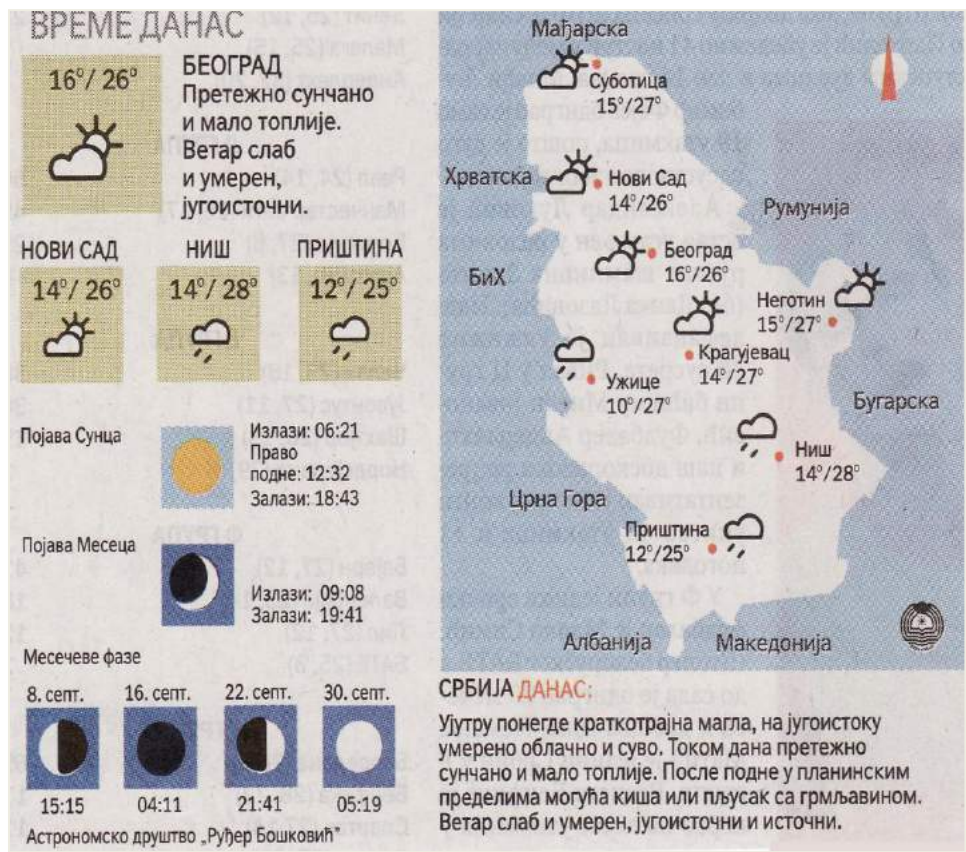 ВРЕМЕ ДАНАС
16°/ 26°
БЕОГРАД
Претежно сунчано
и мало топлије.
Ветар слаб
и умерен,
југоисточни.
НОВИ САД
14°/ 26°
НИШ
14°/ 28°
ПРИШТИНА
12°/ 25°
Појава Сунца
Излази: 06:21
Право
подне: 12:32
Залази: 18:43
Појава Месеца
Излази: 09:08
Залази: 19:41
Месечеве фазе
8. септ.
16. септ.
22. септ.
30. септ.
15:15
04:11
21:41
05:19
Астрономско друштво „Руђер Бошковић"
Мађарска
Суботица
15°/27°
Хрватска
Нови Сад
14°/26°
Румунија
БиХ
Београд
16°/26°
Неготин
15°/27°
Крагујевац
14°/27°
Ужице
10°/27°
Бугарска
Ниш
14°/28°
Црна Гора
Приштина
12°/25°
Албанија
Македонија
СРБИЈА ДАНАС:
Ујутру понегде краткотрајна магла, на југоистоку
умерено облачно и суво. Током дана претежно
сунчано и мало топлије. После подне у планинским
пределима могућа киша или пљусак са грмљавином.
Ветар слаб и умерен, југоисточни и источни.